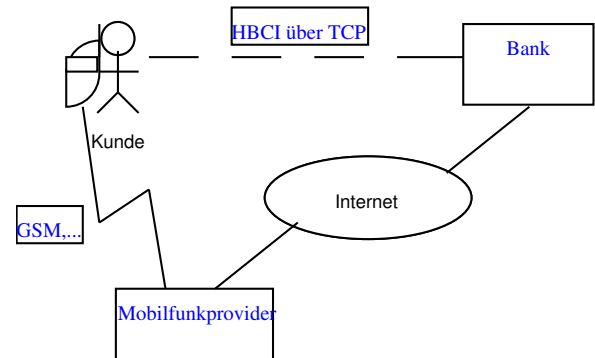 HBCI über TCP
Bank
Kunde
Internet
GSM,...
Mobilfunkprovider